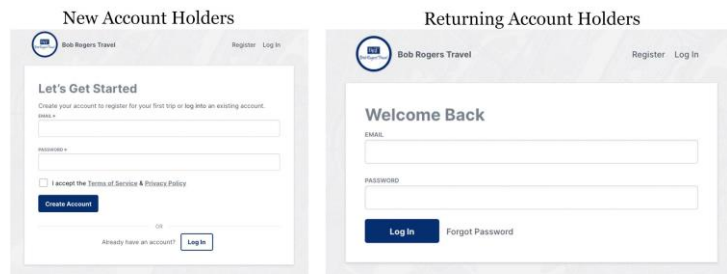 New Account Holders
Bob Rogers Travel
Register Log In
Let's Get Started
Create your account to register for your first trip or log into an existing account.
EMAIL *
PASSWORD *
I accept the Terms of Service & Privacy Policy
Create Account
OR
Already have an account? Log In
Returning Account Holders
Bob Rogers Travel
Register Log In
Welcome Back
EMAIL
PASSWORD
Log In Forgot Password